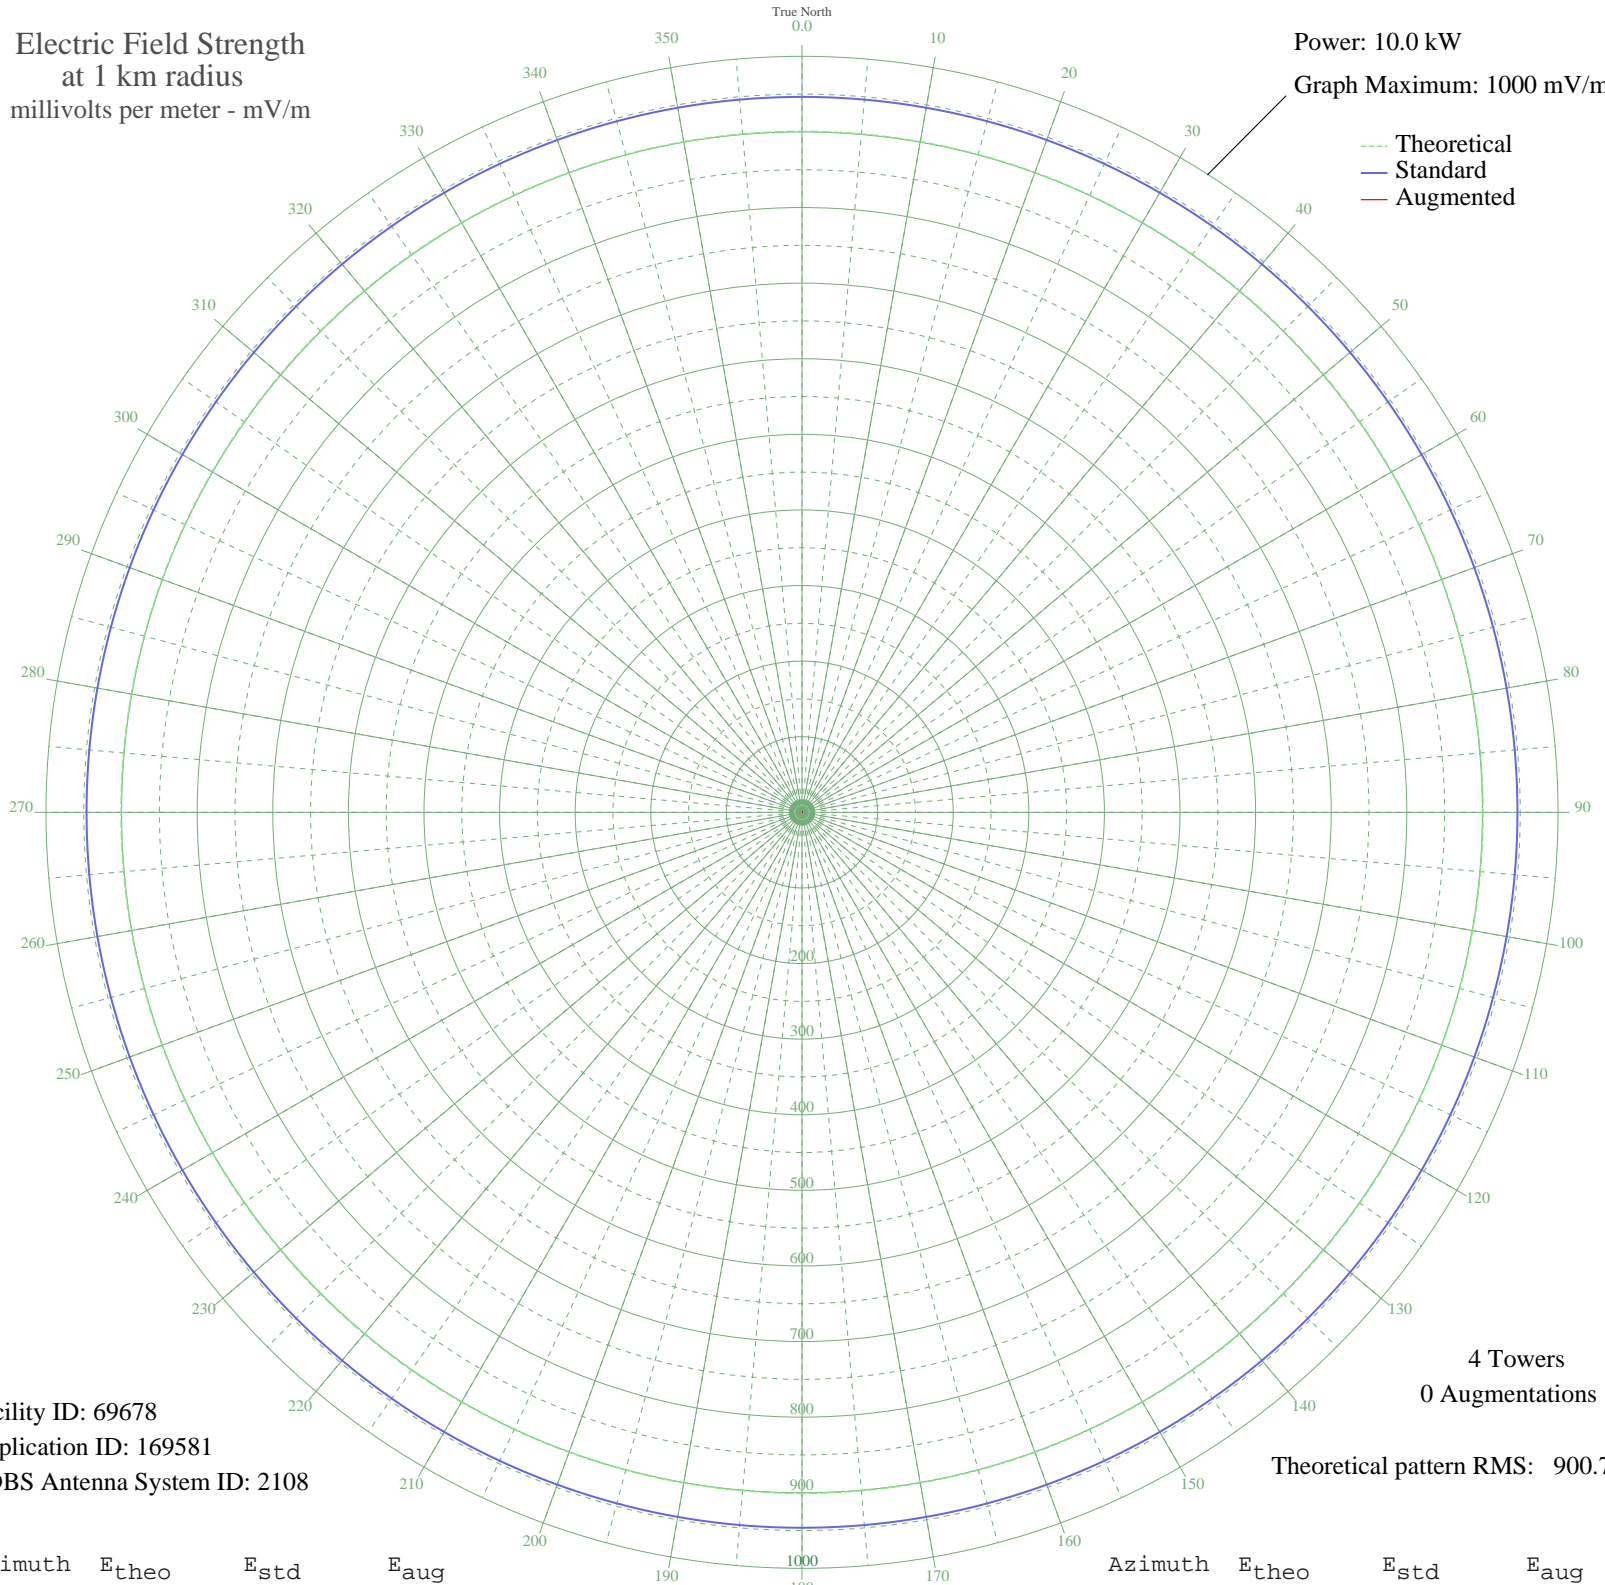 True North
0.0
Electric Field Strength
at 1 km radius
millivolts per meter - mV/m
Power: 10.0 kW
Graph Maximum: 1000 mV/m
Theoretical
Standard
Augmented
10
20
30
40
50
60
70
80
90
100
110
120
130
140
150
160
170
190
200
210
220
230
240
250
260
270
280
290
300
310
320
330
340
350
200
300
400
500
600
700
800
900
1000
4 Towers
0 Augmentations
Theoretical pattern RMS: 900.7
cility ID: 69678
plication ID: 169581
DBS Antenna System ID: 2108
imuth Etheo Estd Eaug
Azimuth Etheo Estd Eaug